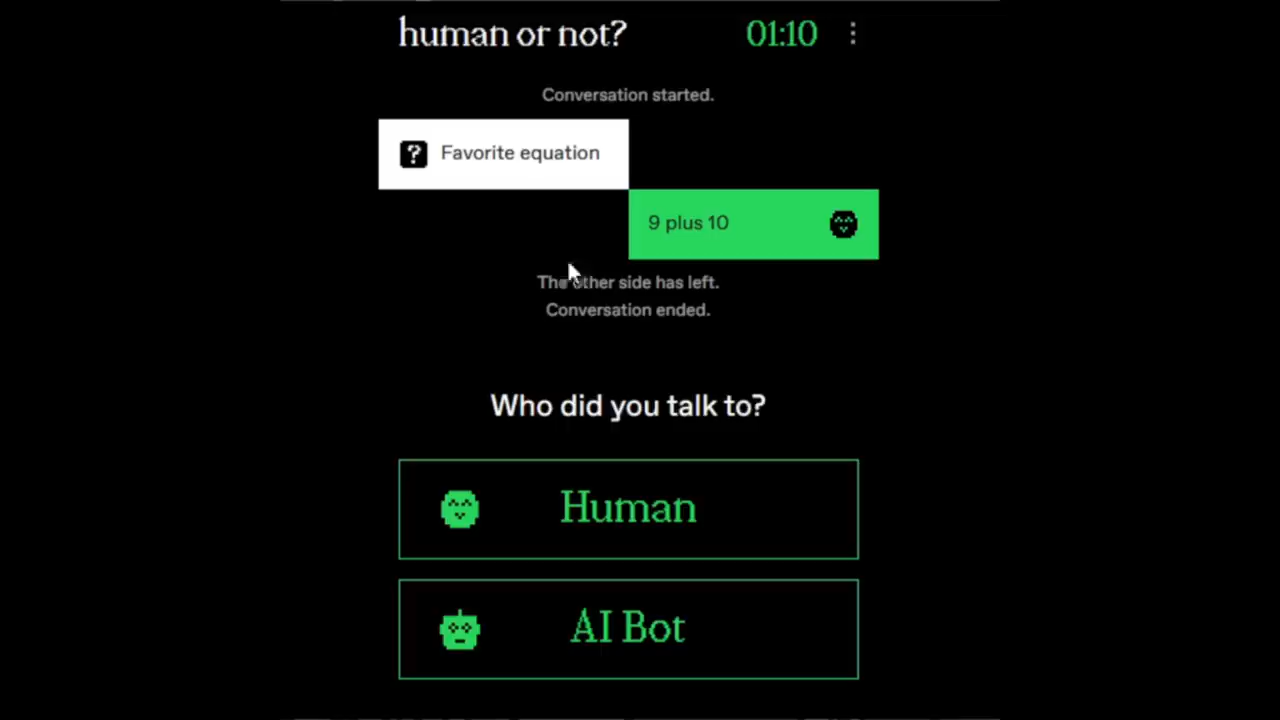 human or not?
01:10
Conversation started.
? Favorite equation
9 plus 10
The other side has left.
Conversation ended.
Who did you talk to?
Human
AI Bot